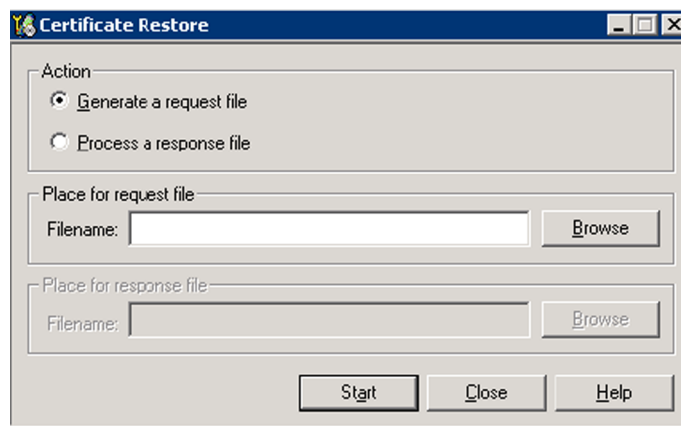 Certificate Restore
Action
Generate a request file
Process a response file
Place for request file
Filename:
Browse
Place for response file
Filename:
Browse
Start
Close
Help